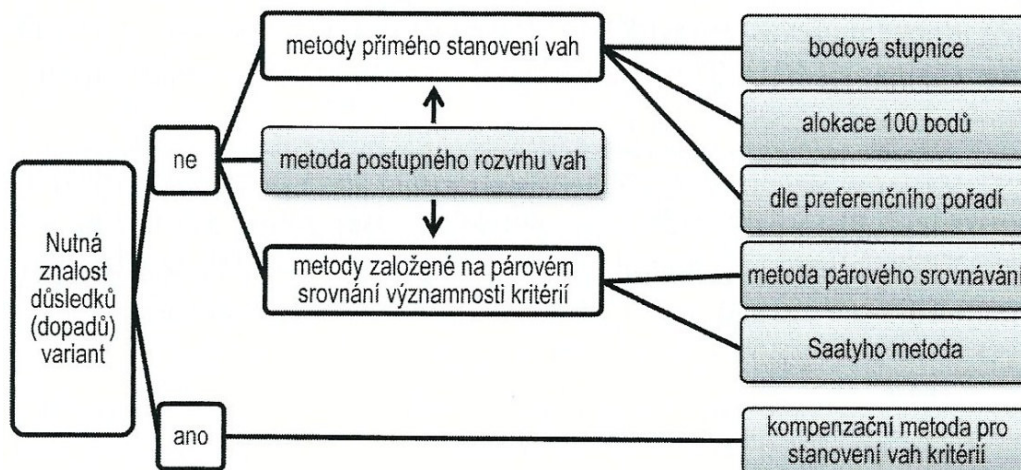 Nutná
znalost
důsledků
(dopadů)
variant
ne
metody přímého stanovení vah
metoda postupného rozvrhu vah
metody založené na párovém
srovnání významnosti kritérií
bodová stupnice
alokace 100 bodů
dle preferenčního pořadí
metoda párového srovnávání
Saatyho metoda
ano
kompenzační metoda pro
stanovení vah kritérií